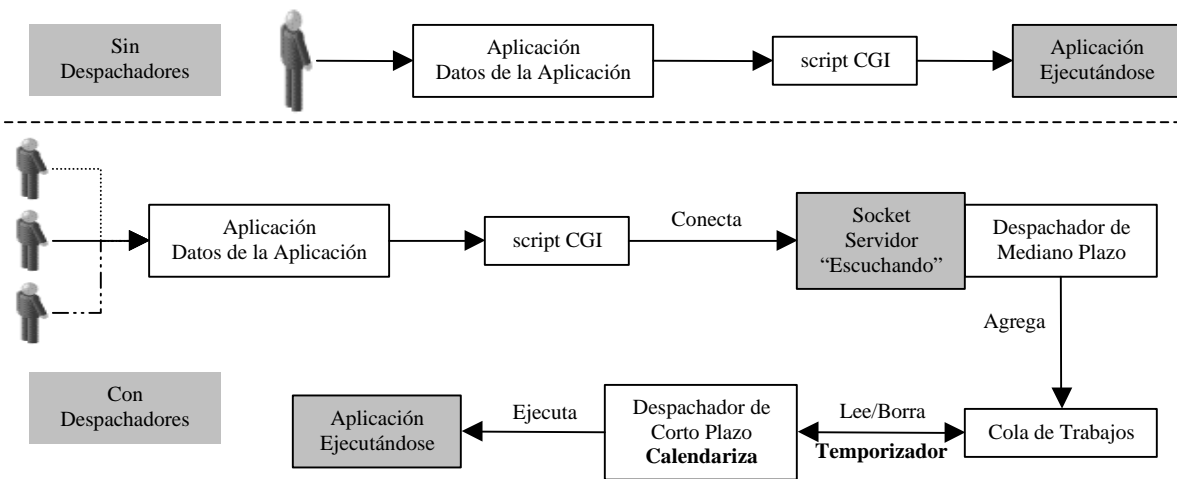 Sin
Despachadores
Aplicación
Datos de la Aplicación
script CGI
Aplicación
Ejecutándose
Aplicación
Datos de la Aplicación
script CGI
Conecta
Socket
Servidor
“Escuchando”
Despachador de
Mediano Plazo
Agrega
Con
Despachadores
Aplicación
Ejecutándose
Ejecuta
Despachador de
Corto Plazo
Calendariza
Lee/Borra
Temporizador
Cola de Trabajos